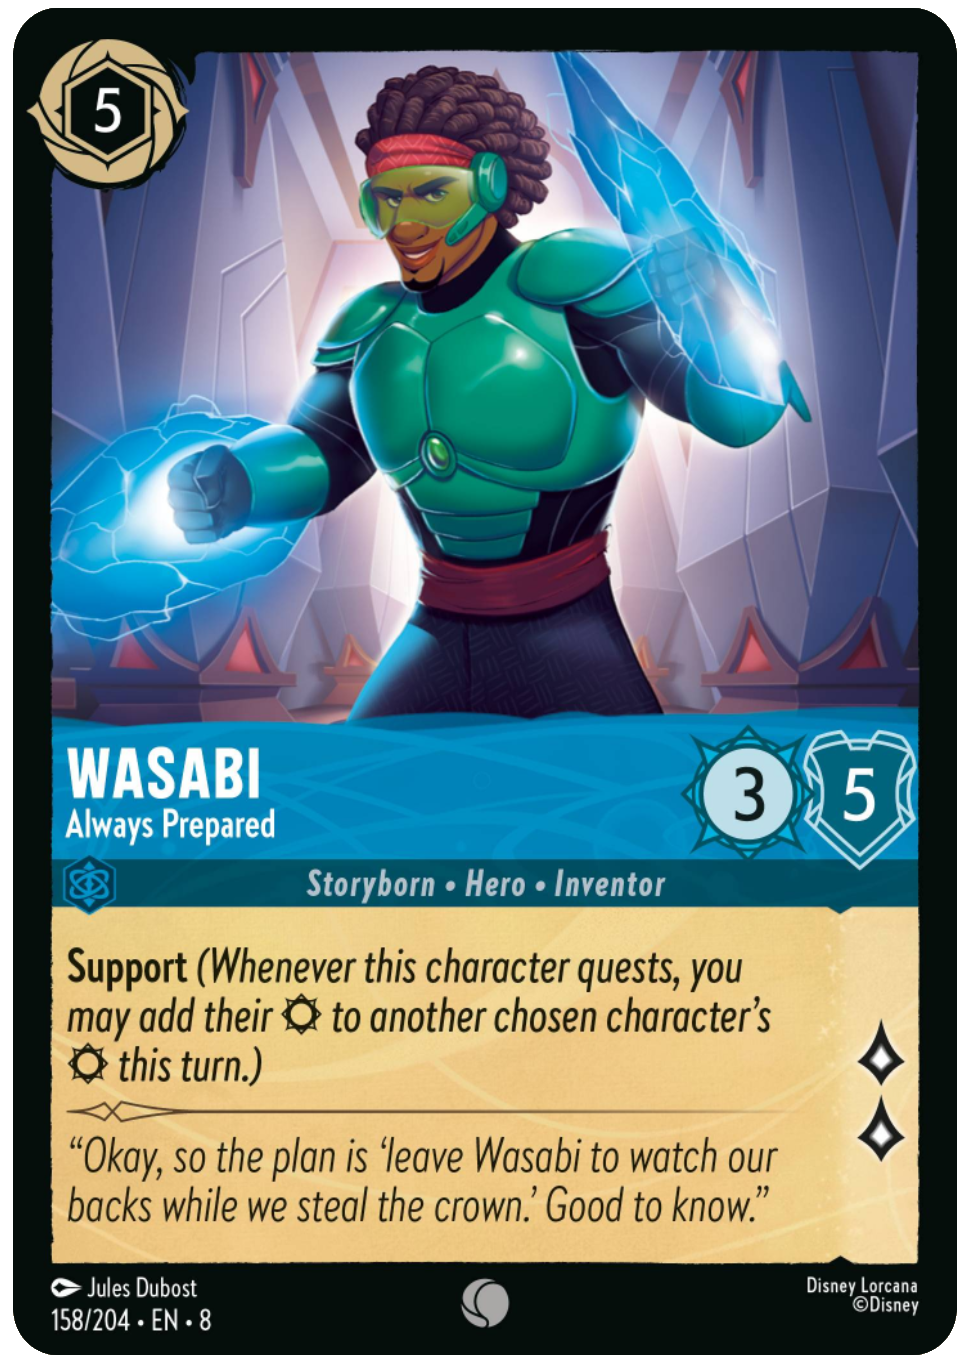 5
WASABI
Always Prepared
3
5
Storyborn • Hero • Inventor
Support (Whenever this character quests, you
may add their to another chosen character's
this turn.)
“Okay, so the plan is ‘leave Wasabi to watch our
backs while we steal the crown.’ Good to know.”
Jules Dubost
158/204 • EN • 8
Disney Lorcana
©Disney